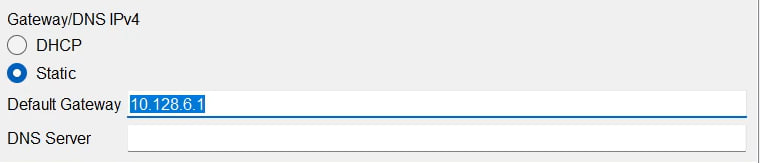 Gateway/DNS IPv4
DHCP
Static
Default Gateway 10.128.6.1
DNS Server